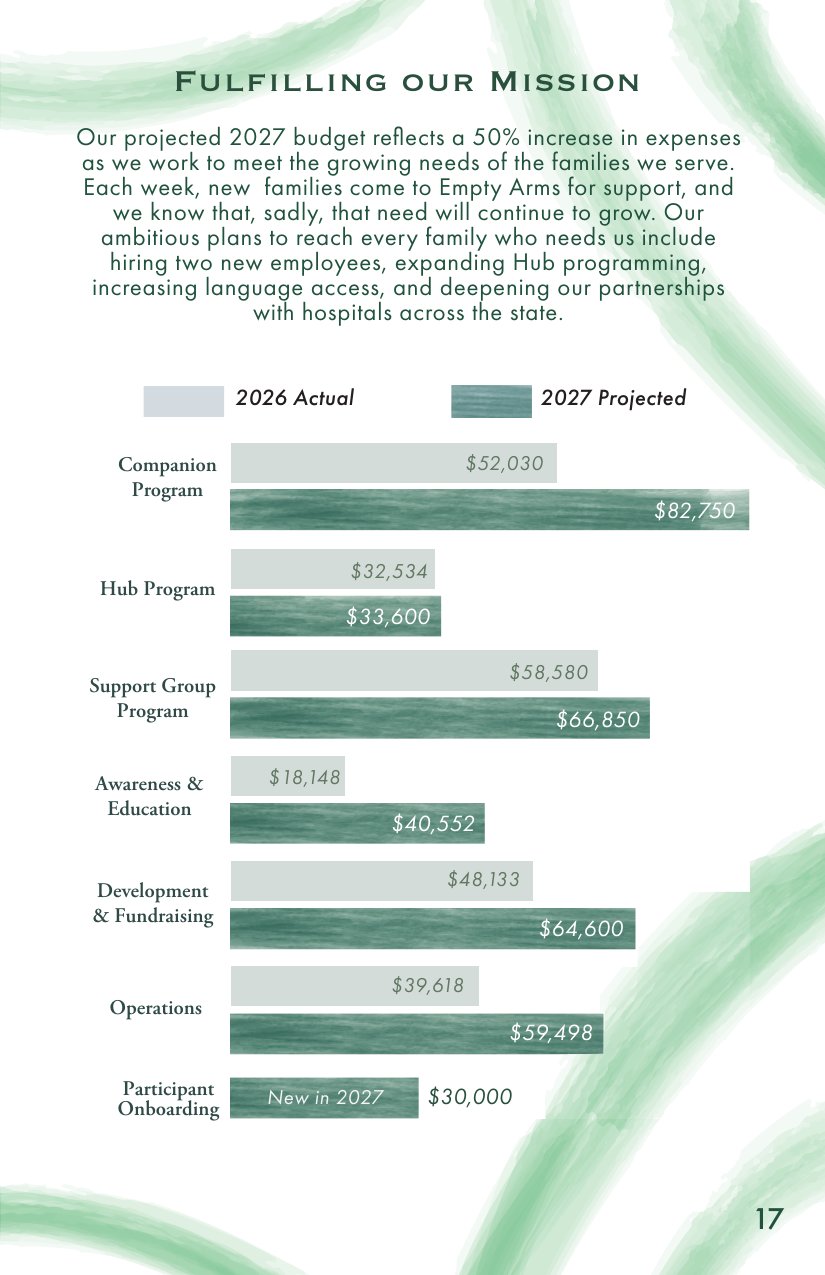 Fulfilling our Mission
Our projected 2027 budget reflects a 50% increase in expenses
as we work to meet the growing needs of the families we serve.
Each week, new families come to Empty Arms for support, and
we know that, sadly, that need will continue to grow. Our
ambitious plans to reach every family who needs us include
hiring two new employees, expanding Hub programming,
increasing language access, and deepening our partnerships
with hospitals across the state.
2026 Actual
2027 Projected
Companion
Program
$52,030
$82,750
Hub Program
$32,534
$33,600
Support Group
Program
$58,580
$66,850
Awareness &
Education
$18,148
$40,552
Development
& Fundraising
$48,133
$64,600
Operations
$39,618
$59,498
Participant
Onboarding
New in 2027
$30,000
17